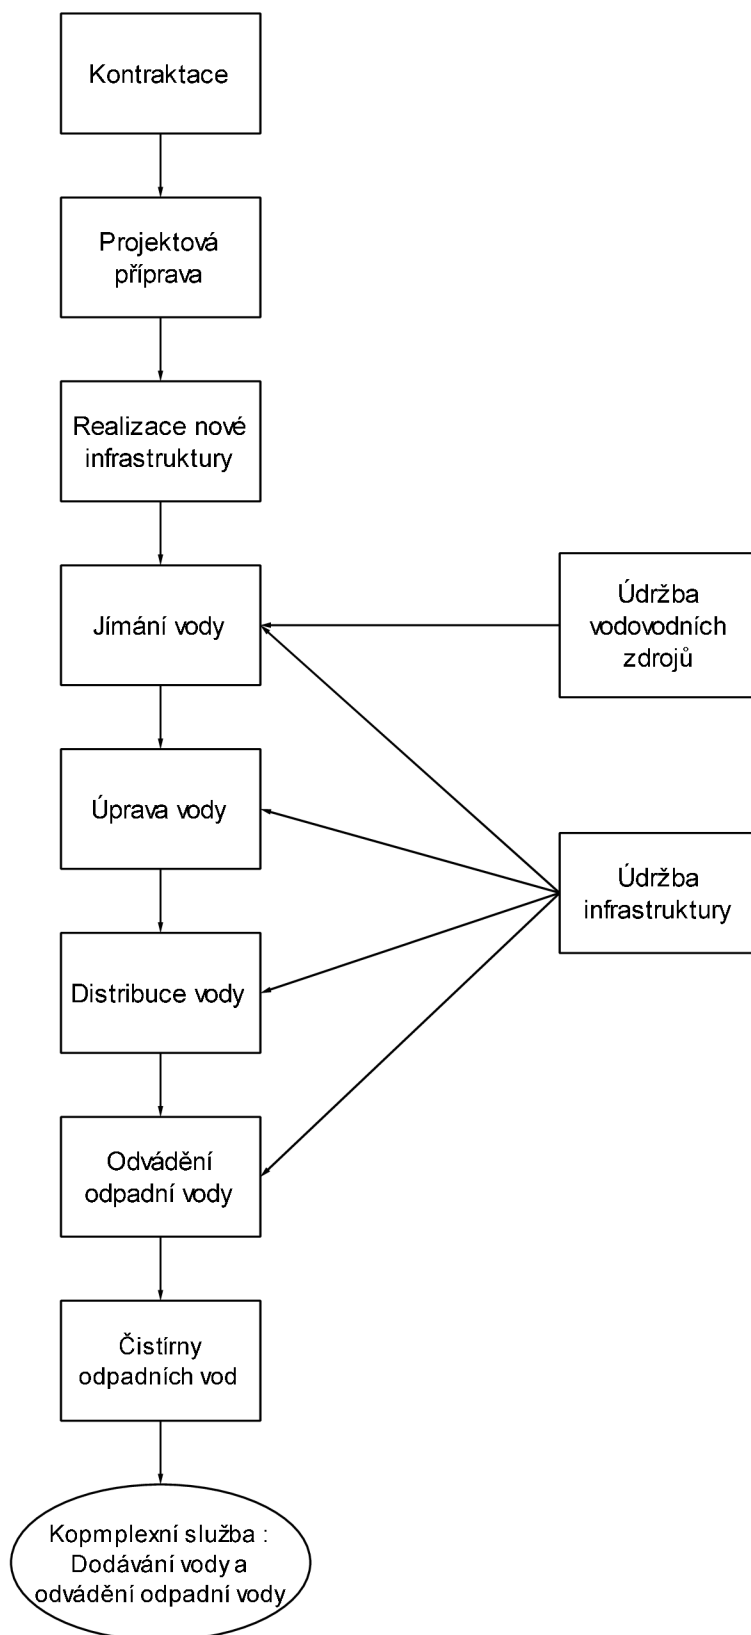 Kontraktace
Projektová
příprava
Realizace nové
infrastruktury
Jímání vody
Údržba
vodovodních
zdrojů
Úprava vody
Údržba
infrastruktury
Distribuce vody
Odvádění
odpadní vody
Čistírny
odpadních vod
Kopmplexní služba :
Dodávání vody a
odvádění odpadní vody